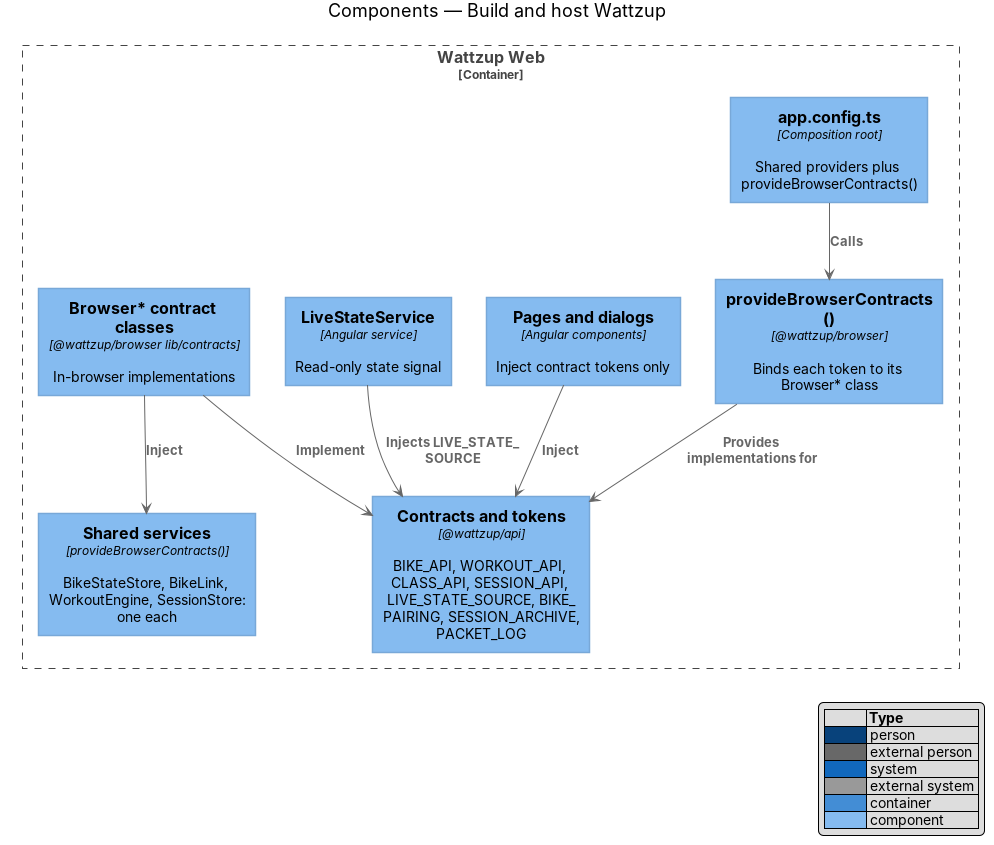 Components — Build and host Wattzup
Wattzup Web
[Container]
app.config.ts
[Composition root]
Shared providers plus
provideBrowserContracts()
Calls
Browser* contract
classes
[@wattzup/browser lib/contracts]
In-browser implementations
LiveStateService
[Angular service]
Read-only state signal
Pages and dialogs
[Angular components]
Inject contract tokens only
provideBrowserContracts
()
[@wattzup/browser]
Binds each token to its
Browser* class
Inject
Implement
Injects LIVE_STATE_
SOURCE
Inject
Provides
implementations for
Shared services
[provideBrowserContracts()]
BikeStateStore, BikeLink,
WorkoutEngine, SessionStore:
one each
Contracts and tokens
[@wattzup/api]
BIKE_API, WORKOUT_API,
CLASS_API, SESSION_API,
LIVE_STATE_SOURCE, BIKE_
PAIRING, SESSION_ARCHIVE,
PACKET_LOG
Type
person
external person
system
external system
container
component